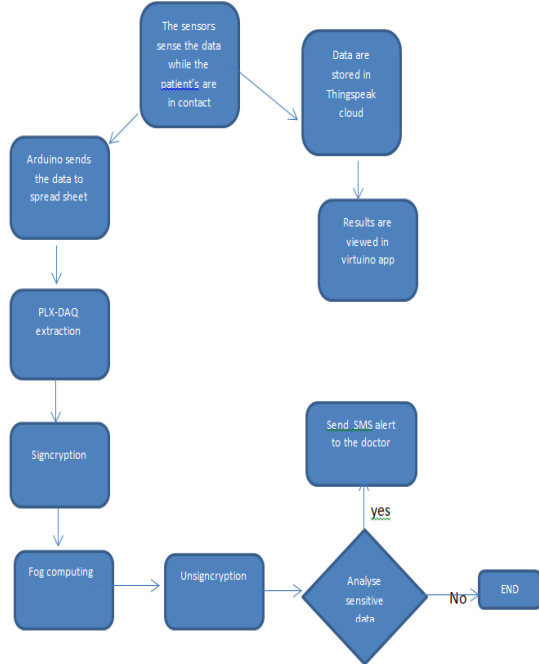 The sensors
sense the data
while the
patient's are
in contact
Data are
stored in
Thingspeak
cloud
Arduino sends
the data to
spread sheet
Results are
viewed in
virtuino app
PLX-DAQ
extraction
Send SMS alert
to the doctor
Signcryption
yes
Fog computing
Unsigncryption
Analyse
sensitive
data
No
END